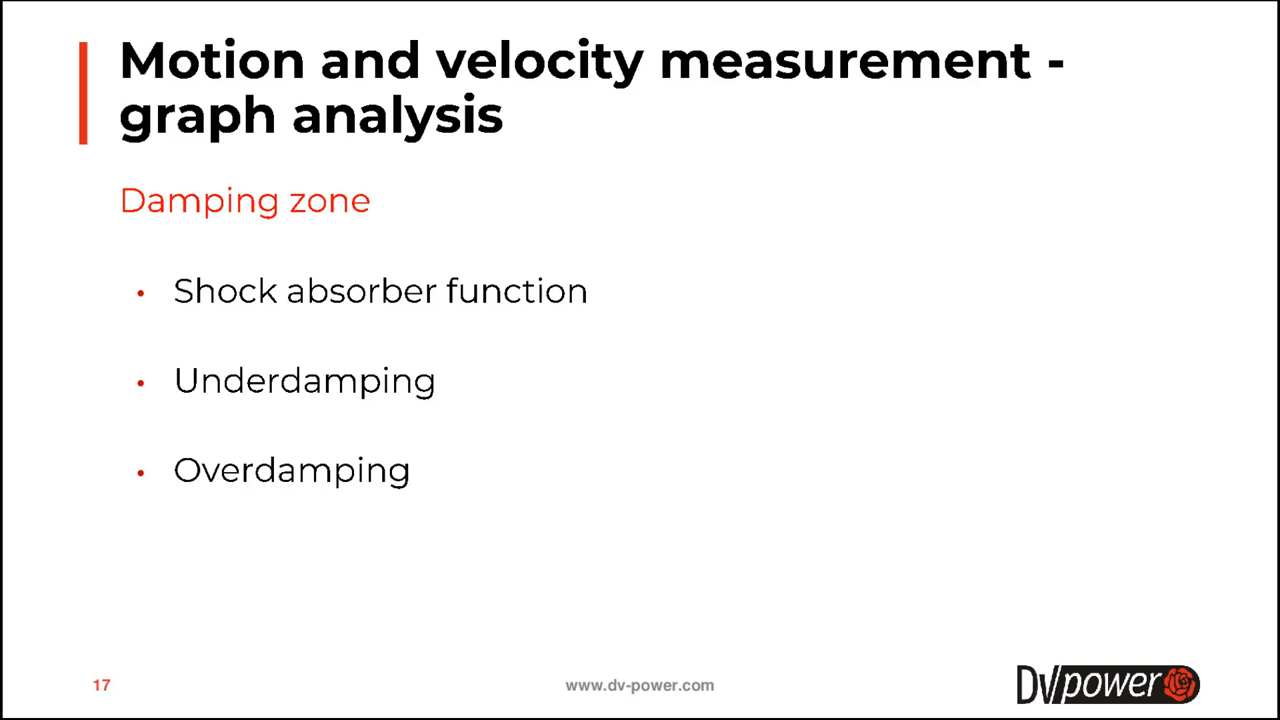 Motion and velocity measurement -
graph analysis
Damping zone
• Shock absorber function
• Underdamping
• Overdamping
17
www.dv-power.com
DV power